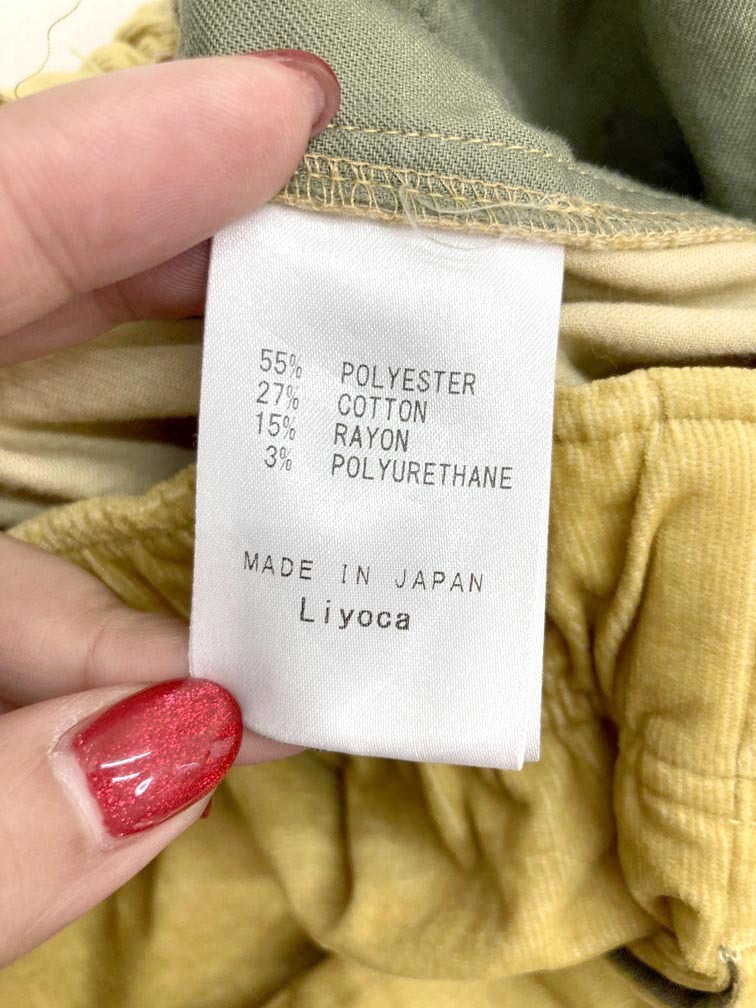 55% POLYESTER
27% COTTON
15% RAYON
3% POLYURETHANE
MADE IN JAPAN
Liyoca